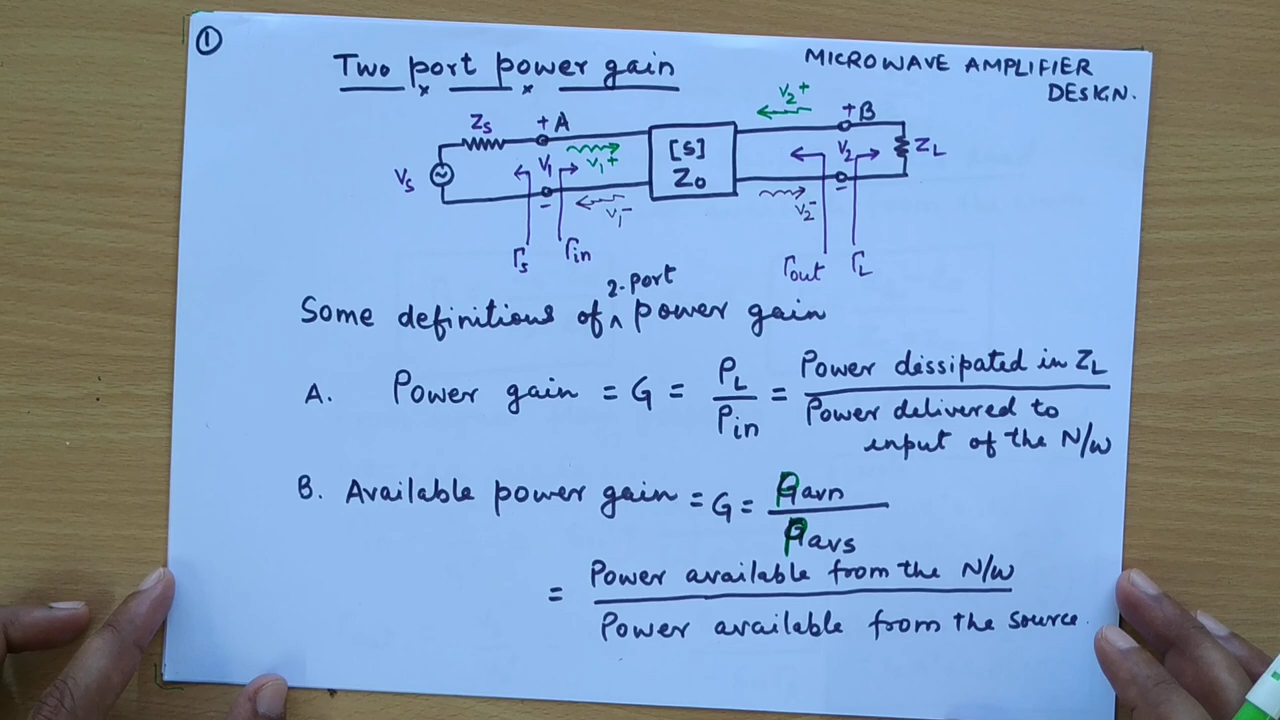 ①
Two port power gain
MICROWAVE AMPLIFIER
DESIGN.
Zs + A V2+ + B
Vs V1 V1+ [S] V2 ZL
Z0
- V1- V2- -
Γs Γin Γout ΓL
2-port
Some definitions of ^ power gain
A. Power gain = G = PL / Pin = Power dissipated in ZL / Power delivered to
input of the N/w
B. Available power gain = G = Pavn / Pavs
= Power available from the N/w
Power available from the source.